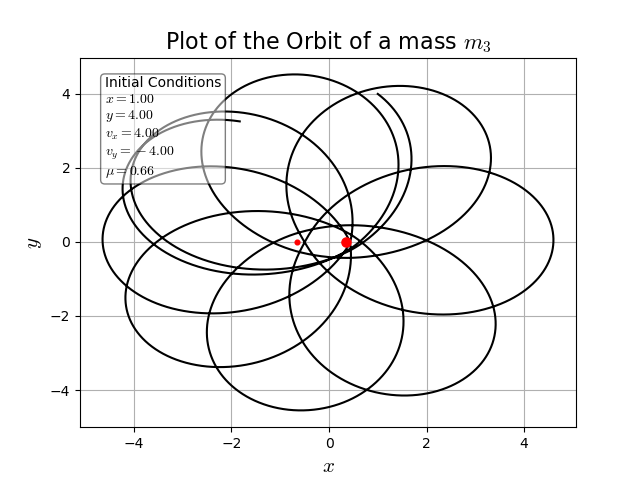 Plot of the Orbit of a mass m₃
Initial Conditions
x = 1.00
y = 4.00
vₓ = 4.00
v_y = −4.00
μ = 0.66
4
2
0
−2
−4
y
−4 −2 0 2 4
x